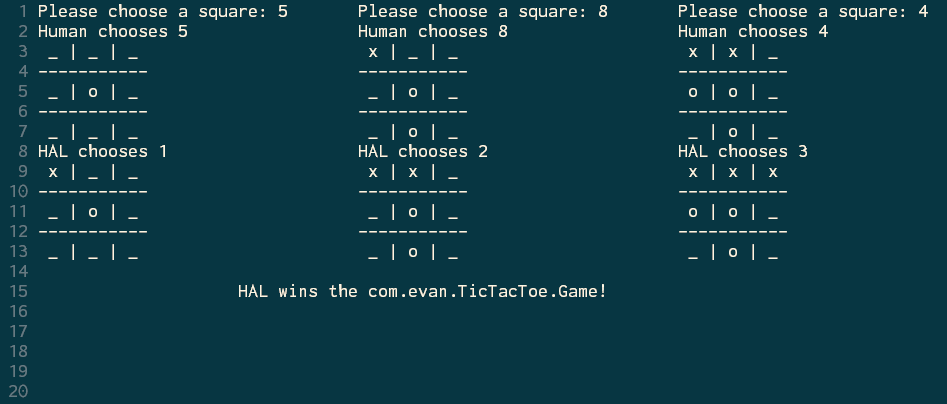 1 Please choose a square: 5       Please choose a square: 8       Please choose a square: 4
2 Human chooses 5                 Human chooses 8                 Human chooses 4
3  _ | _ | _                       x | _ | _                       x | x | _
4 -----------                     -----------                     -----------
5  _ | o | _                       _ | o | _                       o | o | _
6 -----------                     -----------                     -----------
7  _ | _ | _                       _ | o | _                       _ | o | _
8 HAL chooses 1                   HAL chooses 2                   HAL chooses 3
9  x | _ | _                       x | x | _                       x | x | x
10 -----------                     -----------                     -----------
11  _ | o | _                       _ | o | _                       o | o | _
12 -----------                     -----------                     -----------
13  _ | _ | _                       _ | o | _                       _ | o | _
14
15                     HAL wins the com.evan.TicTacToe.Game!
16
17
18
19
20